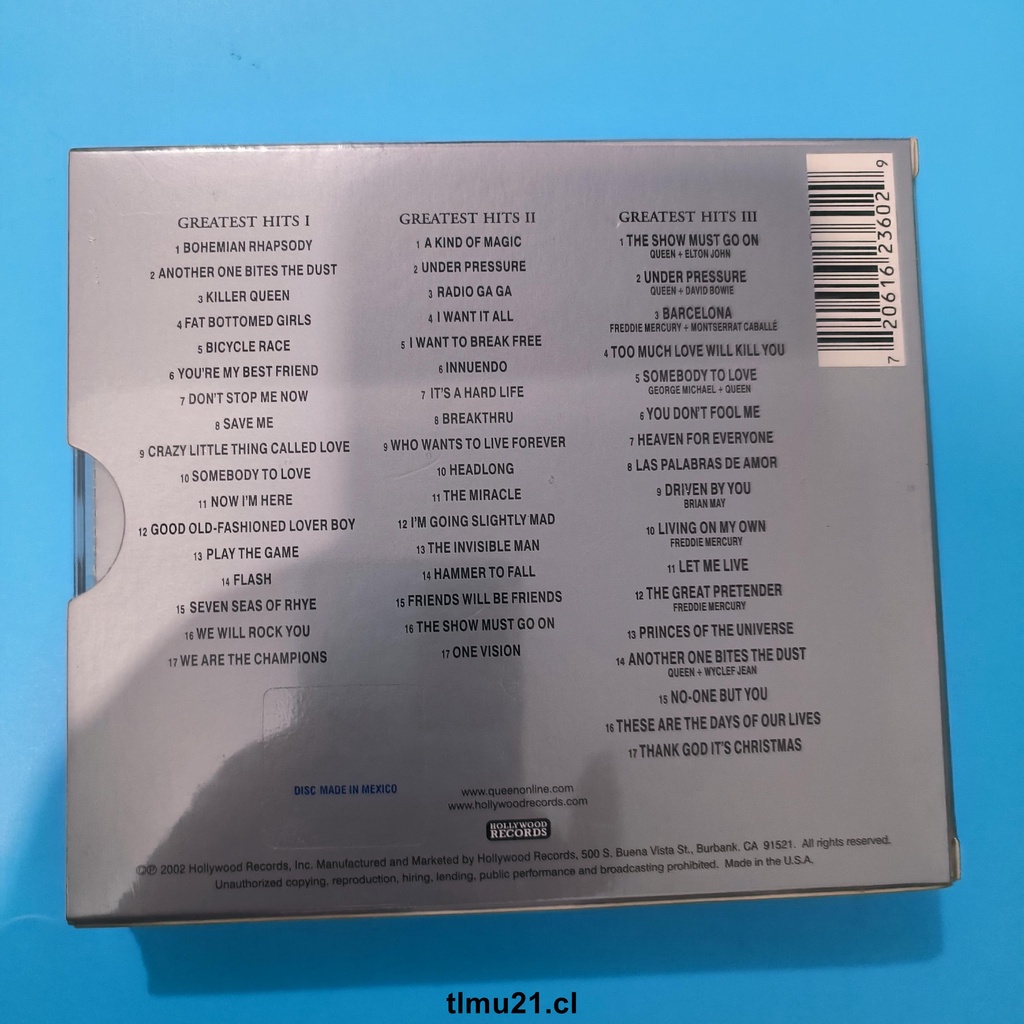 GREATEST HITS I
1 BOHEMIAN RHAPSODY
2 ANOTHER ONE BITES THE DUST
3 KILLER QUEEN
4 FAT BOTTOMED GIRLS
5 BICYCLE RACE
6 YOU'RE MY BEST FRIEND
7 DON'T STOP ME NOW
8 SAVE ME
9 CRAZY LITTLE THING CALLED LOVE
10 SOMEBODY TO LOVE
11 NOW I'M HERE
12 GOOD OLD-FASHIONED LOVER BOY
13 PLAY THE GAME
14 FLASH
15 SEVEN SEAS OF RHYE
16 WE WILL ROCK YOU
17 WE ARE THE CHAMPIONS
GREATEST HITS II
1 A KIND OF MAGIC
2 UNDER PRESSURE
3 RADIO GA GA
4 I WANT IT ALL
5 I WANT TO BREAK FREE
6 INNUENDO
7 IT'S A HARD LIFE
8 BREAKTHRU
9 WHO WANTS TO LIVE FOREVER
10 HEADLONG
11 THE MIRACLE
12 I'M GOING SLIGHTLY MAD
13 THE INVISIBLE MAN
14 HAMMER TO FALL
15 FRIENDS WILL BE FRIENDS
16 THE SHOW MUST GO ON
17 ONE VISION
GREATEST HITS III
1 THE SHOW MUST GO ON
QUEEN + ELTON JOHN
2 UNDER PRESSURE
QUEEN + DAVID BOWIE
3 BARCELONA
FREDDIE MERCURY + MONTSERRAT CABALLÉ
4 TOO MUCH LOVE WILL KILL YOU
5 SOMEBODY TO LOVE
GEORGE MICHAEL + QUEEN
6 YOU DON'T FOOL ME
7 HEAVEN FOR EVERYONE
8 LAS PALABRAS DE AMOR
9 DRIVEN BY YOU
BRIAN MAY
10 LIVING ON MY OWN
FREDDIE MERCURY
11 LET ME LIVE
12 THE GREAT PRETENDER
FREDDIE MERCURY
13 PRINCES OF THE UNIVERSE
14 ANOTHER ONE BITES THE DUST
QUEEN + WYCLEF JEAN
15 NO-ONE BUT YOU
16 THESE ARE THE DAYS OF OUR LIVES
17 THANK GOD IT'S CHRISTMAS
7 20616 23602 9
DISC MADE IN MEXICO
www.queenonline.com
www.hollywoodrecords.com
HOLLYWOOD
RECORDS
©℗ 2002 Hollywood Records, Inc. Manufactured and Marketed by Hollywood Records, 500 S. Buena Vista St., Burbank. CA 91521. All rights reserved.
Unauthorized copying, reproduction, hiring, lending, public performance and broadcasting prohibited. Made in the U.S.A.
tlmu21.cl